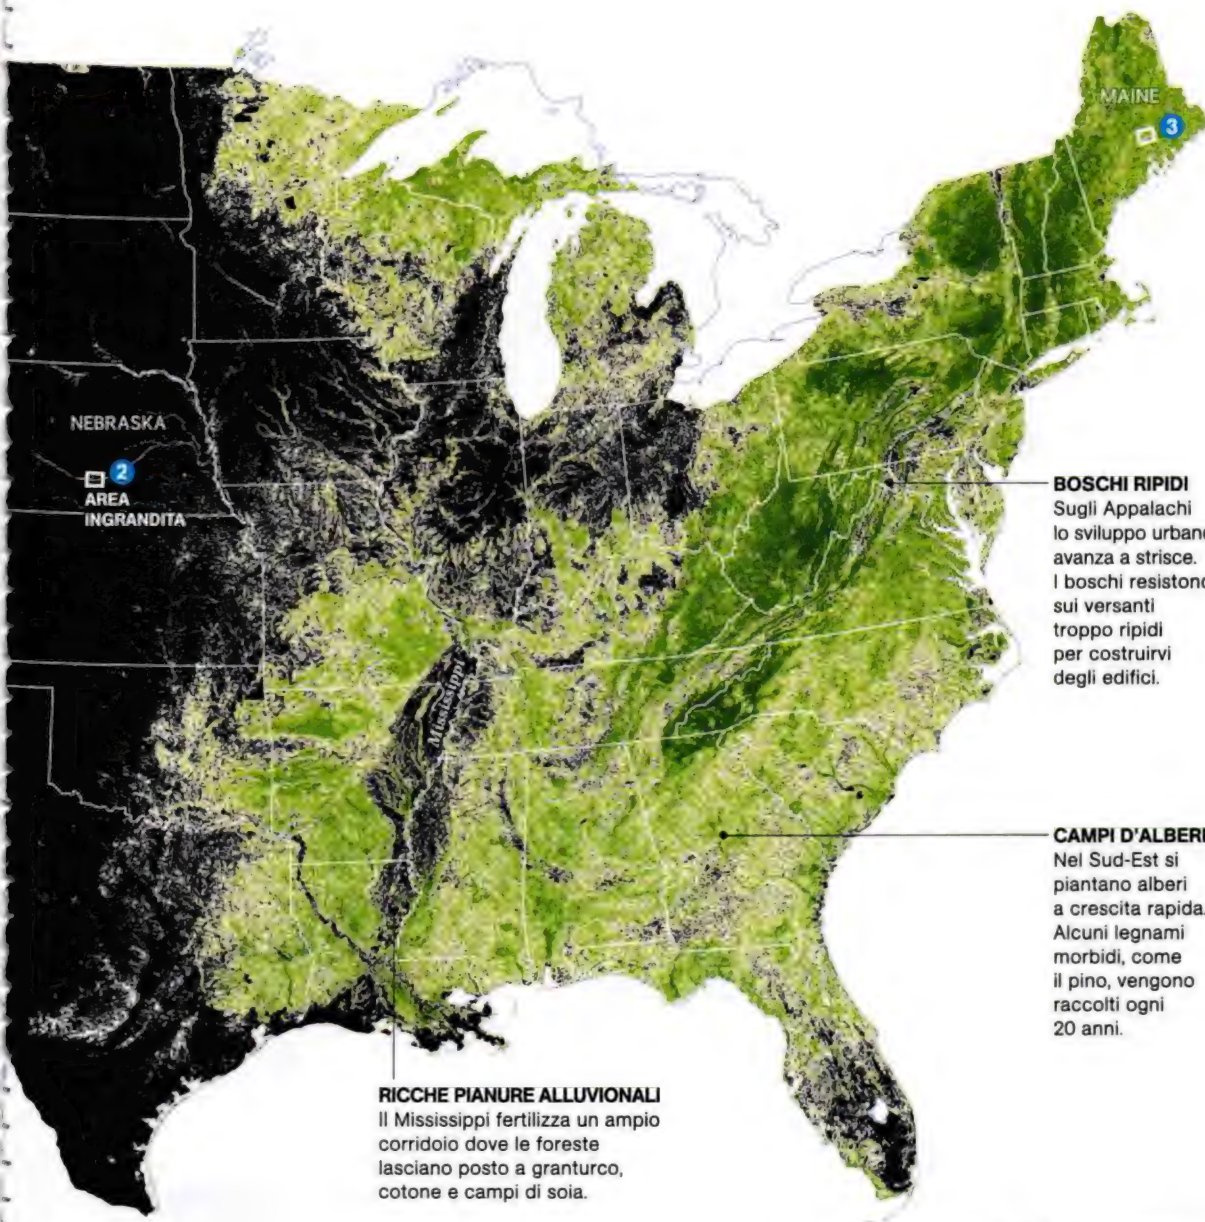 MAINE
3
NEBRASKA
2
AREA
INGRANDITA
Mississippi
BOSCHI RIPIDI
Sugli Appalachi
lo sviluppo urbano
avanza a strisce.
I boschi resistono
sui versanti
troppo ripidi
per costruirvi
degli edifici.
CAMPI D'ALBERI
Nel Sud-Est si
piantano alberi
a crescita rapida.
Alcuni legnami
morbidi, come
il pino, vengono
raccolti ogni
20 anni.
RICCHE PIANURE ALLUVIONALI
Il Mississippi fertilizza un ampio
corridoio dove le foreste
lasciano posto a granturco,
cotone e campi di soia.